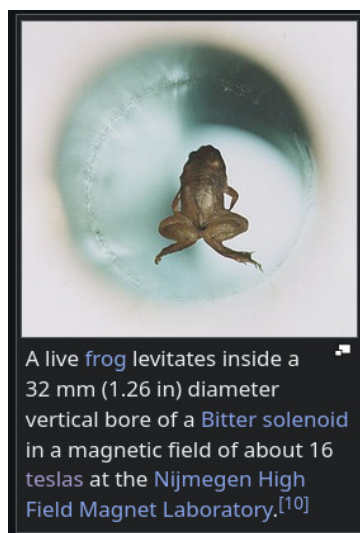 A live frog levitates inside a
32 mm (1.26 in) diameter
vertical bore of a Bitter solenoid
in a magnetic field of about 16
teslas at the Nijmegen High
Field Magnet Laboratory.[10]